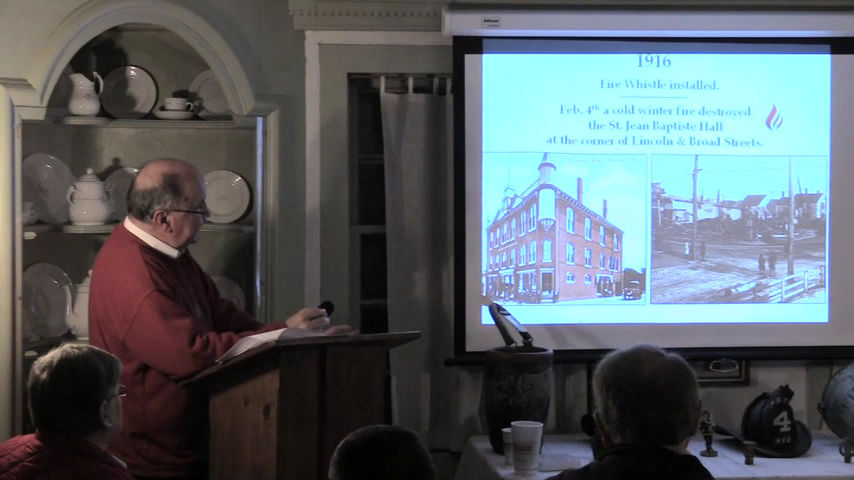 1916
Fire Whistle installed.
Feb. 4th a cold winter fire destroyed
the St. Jean Baptiste Hall
at the corner of Lincoln & Broad Streets.
4